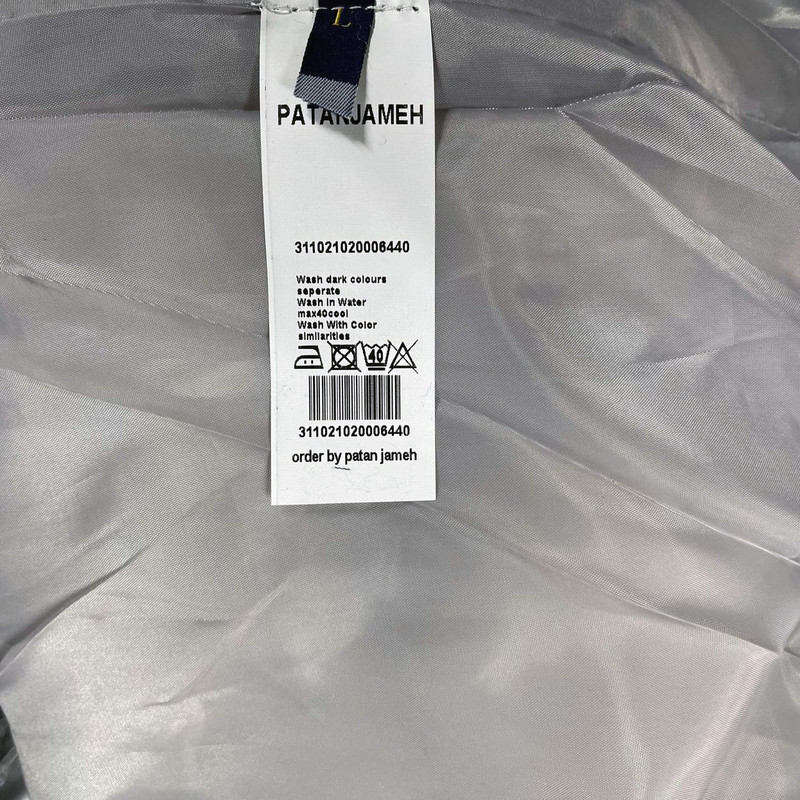 L
PATANJAMEH
311021020006440
Wash dark colours
seperate
Wash in Water
max40cool
Wash With Color
similarities
40
311021020006440
order by patan jameh